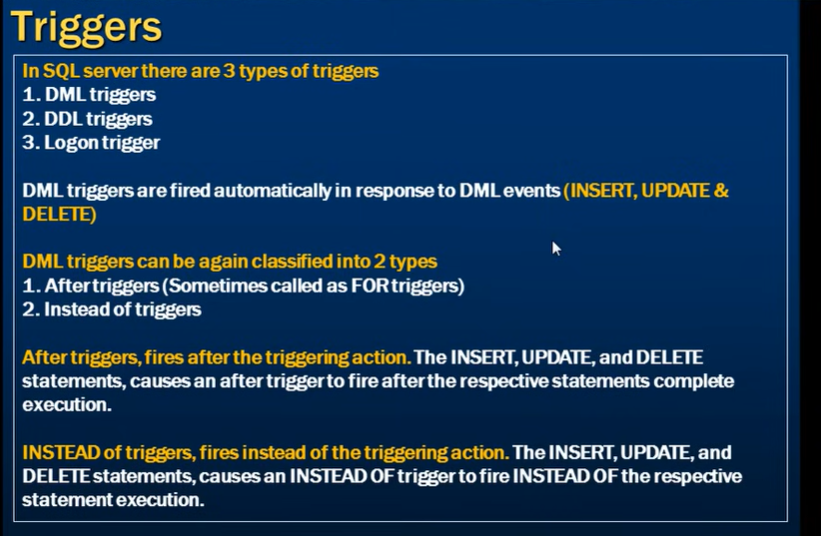 Triggers
In SQL server there are 3 types of triggers
1. DML triggers
2. DDL triggers
3. Logon trigger
DML triggers are fired automatically in response to DML events (INSERT, UPDATE &
DELETE)
DML triggers can be again classified into 2 types
1. After triggers (Sometimes called as FOR triggers)
2. Instead of triggers
After triggers, fires after the triggering action. The INSERT, UPDATE, and DELETE
statements, causes an after trigger to fire after the respective statements complete
execution.
INSTEAD of triggers, fires instead of the triggering action. The INSERT, UPDATE, and
DELETE statements, causes an INSTEAD OF trigger to fire INSTEAD OF the respective
statement execution.